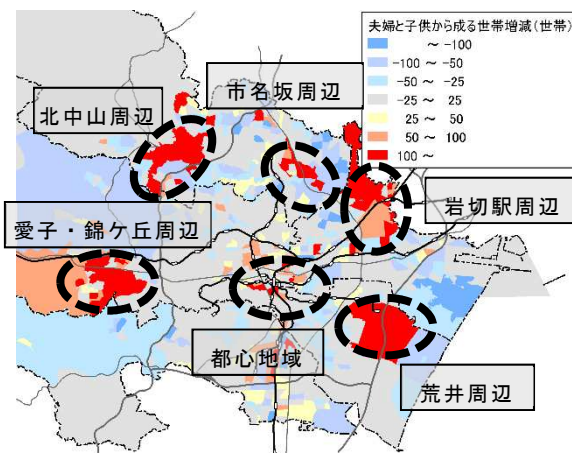 夫婦と子供から成る世帯増減(世帯)
～ -100
-100 ～ -50
-50 ～ -25
-25 ～ 25
25 ～ 50
50 ～ 100
100 ～
市名坂周辺
北中山周辺
岩切駅周辺
愛子・錦ケ丘周辺
都心地域
荒井周辺